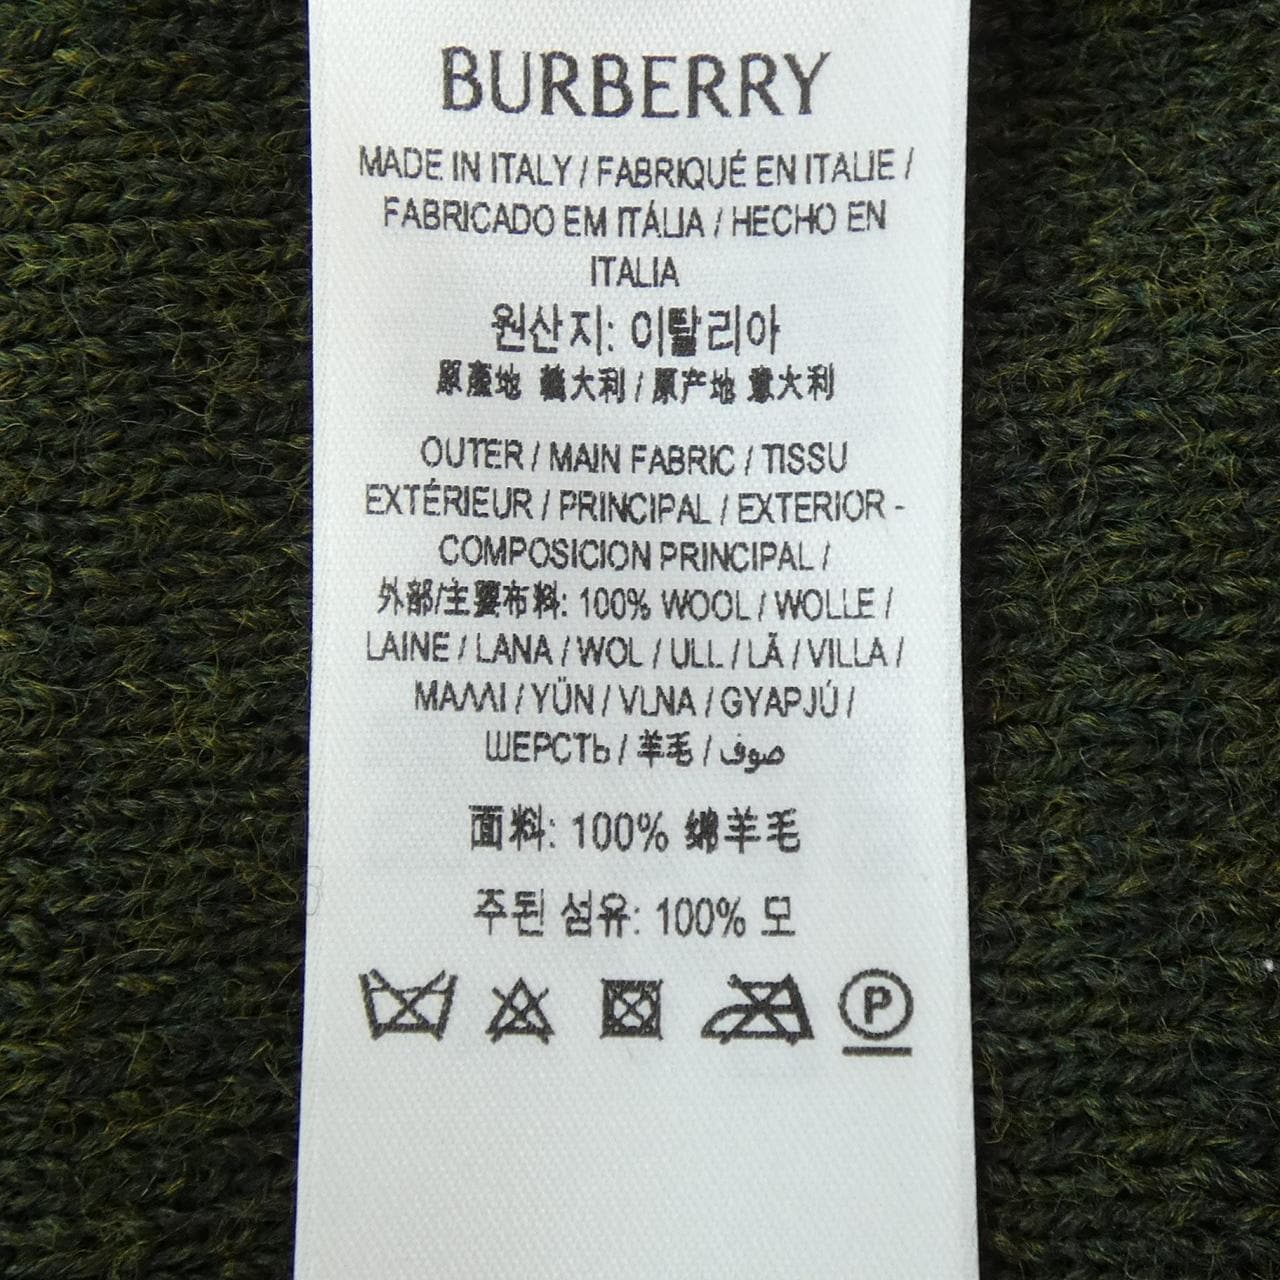 BURBERRY
MADE IN ITALY / FABRIQUÉ EN ITALIE /
FABRICADO EM ITÁLIA / HECHO EN
ITALIA
원산지: 이탈리아
原產地 義大利 / 原产地 意大利
OUTER / MAIN FABRIC / TISSU
EXTÉRIEUR / PRINCIPAL / EXTERIOR -
COMPOSICION PRINCIPAL /
外部/主要布料: 100% WOOL / WOLLE /
LAINE / LANA / WOL / ULL / LÃ / VILLA /
ΜΑΛΛΙ / YÜN / VLNA / GYAPJÚ /
ШЕРСТЬ / 羊毛 / صوف
面料: 100% 绵羊毛
주된 섬유: 100% 모
P